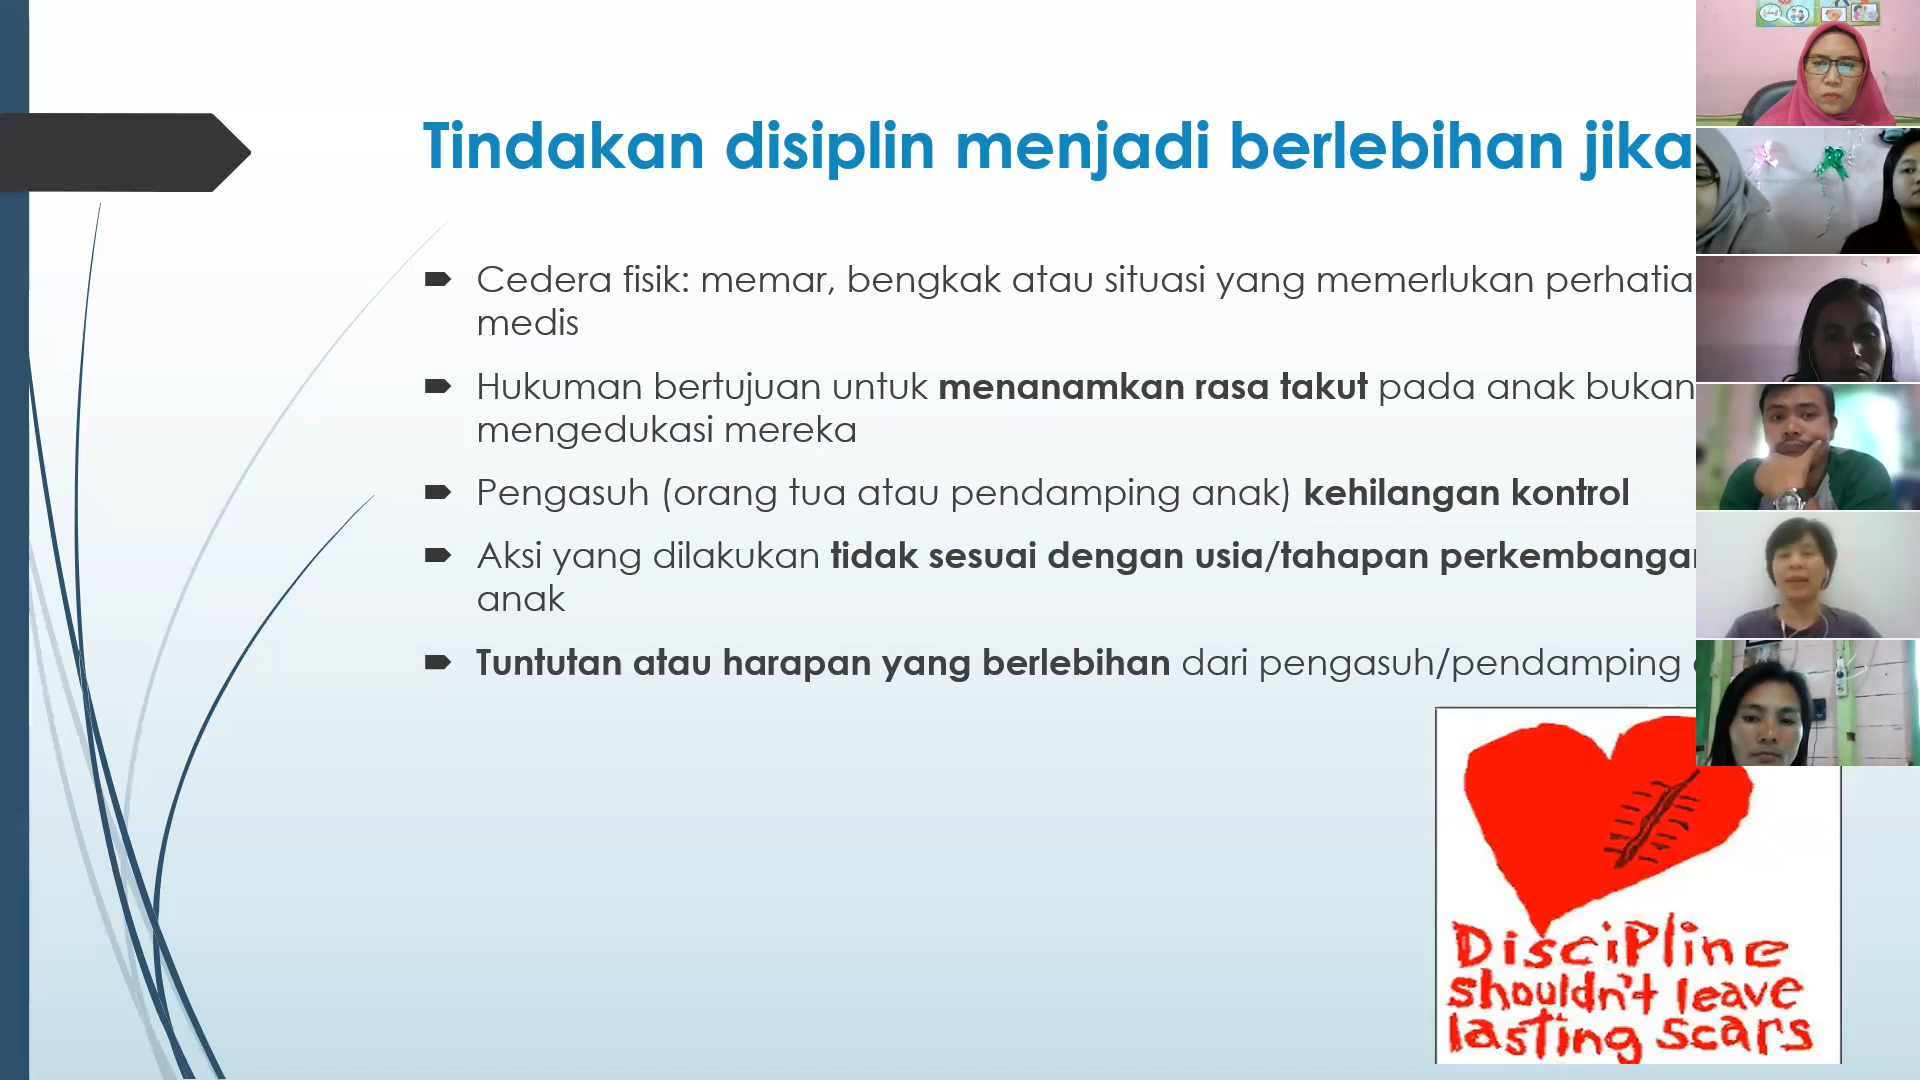 Tindakan disiplin menjadi berlebihan jika
Cedera fisik: memar, bengkak atau situasi yang memerlukan
medis
Hukuman bertujuan untuk menanamkan rasa takut pada anak bukan
mengedukasi mereka
Pengasuh (orang tua atau pendamping anak) kehilangan kontrol
Aksi yang dilakukan tidak sesuai dengan usia/tahapan
anak
Tuntutan atau harapan yang berlebihan dari pengasuh/pendamping
Discipline
shouldn't leave
lasting scars